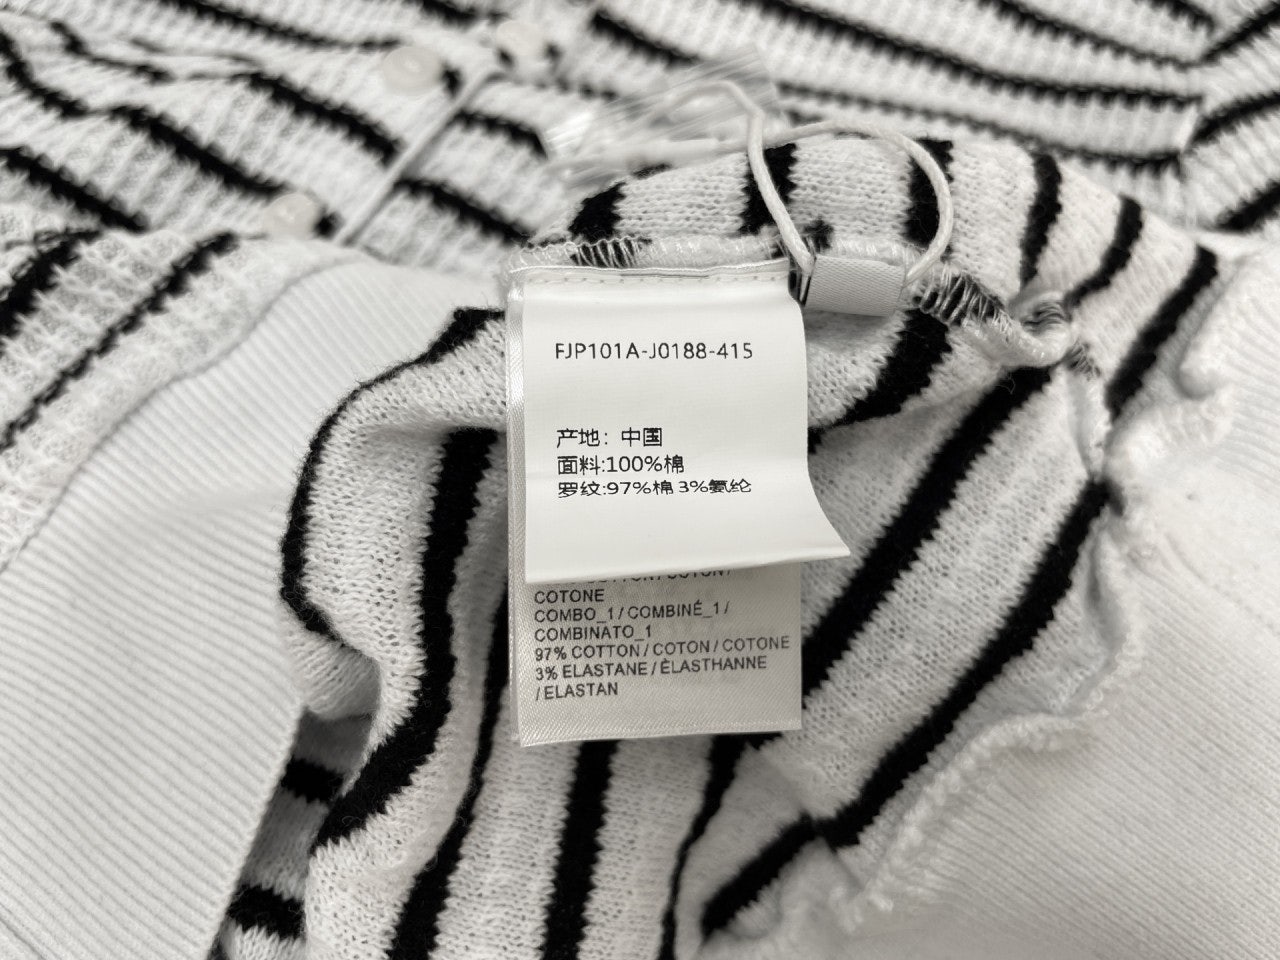 FJP101A-J0188-415
产地：中国
面料:100%棉
罗纹:97%棉 3%氨纶
COTONE
COMBO_1 / COMBINÉ_1 /
COMBINATO_1
97% COTTON / COTON / COTONE
3% ELASTANE / ÉLASTHANNE
/ ELASTAN